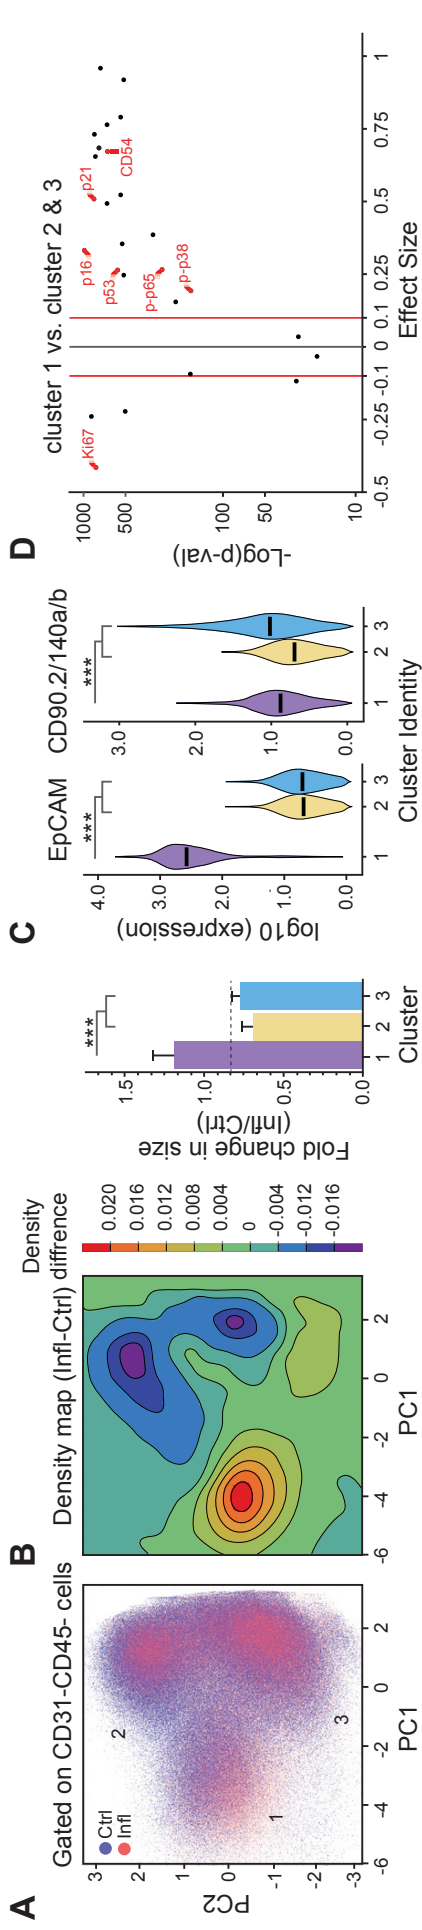 A
Gated on CD31-CD45- cells
Ctrl
Infl
2
1
3
3
2
1
0
-1
-2
-3
PC2
-6
-4
-2
0
2
PC1
B
Density map (Infl-Ctrl)
-6
-4
-2
0
2
PC1
Density
diffrence
0.020
0.016
0.012
0.008
0.004
0
-0.004
-0.012
-0.016
***
1.5
1.0
0.5
0.0
Fold change in size
(Infl/Ctrl)
1
2
3
Cluster
C
EpCAM
***
4.0
3.0
2.0
1.0
0.0
log10 (expression)
1
2
3
CD90.2/140a/b
***
3.0
2.0
1.0
0.0
1
2
3
Cluster Identity
D
cluster 1 vs. cluster 2 & 3
1000
500
100
50
10
-Log(p-val)
Ki67
p16
p21
p53
CD54
p-p65
p-p38
-0.5
-0.25
-0.1
0
0.1
0.25
0.5
0.75
1
Effect Size